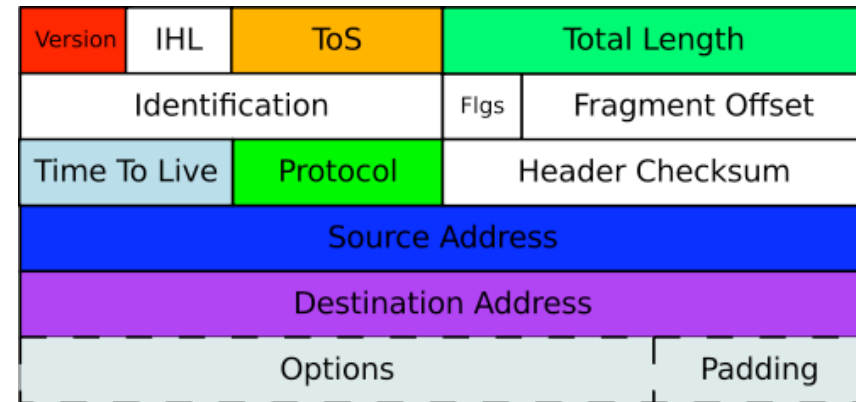 Version IHL ToS Total Length
Identification Flgs Fragment Offset
Time To Live Protocol Header Checksum
Source Address
Destination Address
Options Padding